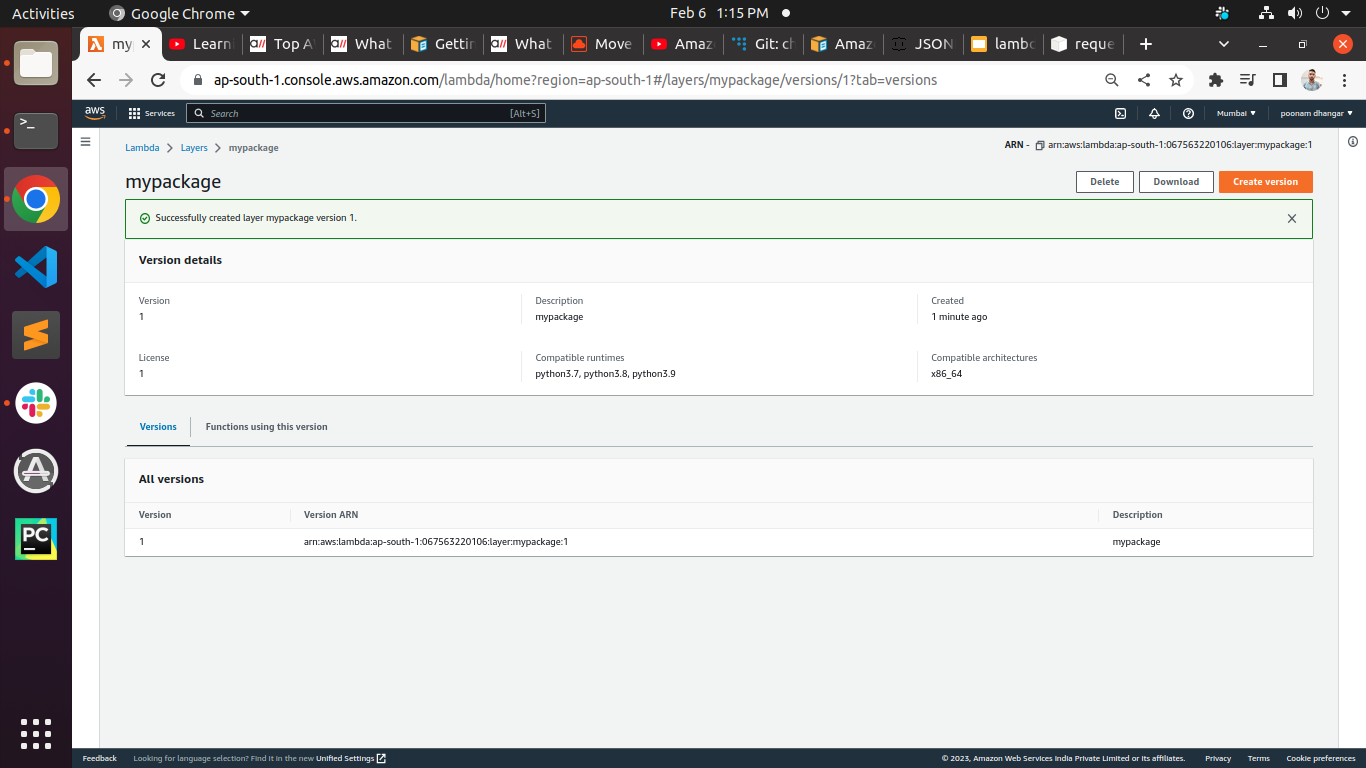 Activities Google Chrome Feb 6 1:15 PM
my Learni Top A What Gettin What Move Amaz Git: ch Amaz JSON lambd reque
ap-south-1.console.aws.amazon.com/lambda/home?region=ap-south-1#/layers/mypackage/versions/1?tab=versions
aws Services Search [Alt+S] Mumbai poonam dhangar
Lambda Layers mypackage ARN - arn:aws:lambda:ap-south-1:067563220106:layer:mypackage:1
mypackage Delete Download Create version
Successfully created layer mypackage version 1.
Version details
Version Description Created
1 mypackage 1 minute ago
License Compatible runtimes Compatible architectures
1 python3.7, python3.8, python3.9 x86_64
Versions Functions using this version
All versions
Version Version ARN Description
1 arn:aws:lambda:ap-south-1:067563220106:layer:mypackage:1 mypackage
PC
Feedback Looking for language selection? Find it in the new Unified Settings © 2023, Amazon Web Services India Private Limited or its affiliates. Privacy Terms Cookie preferences